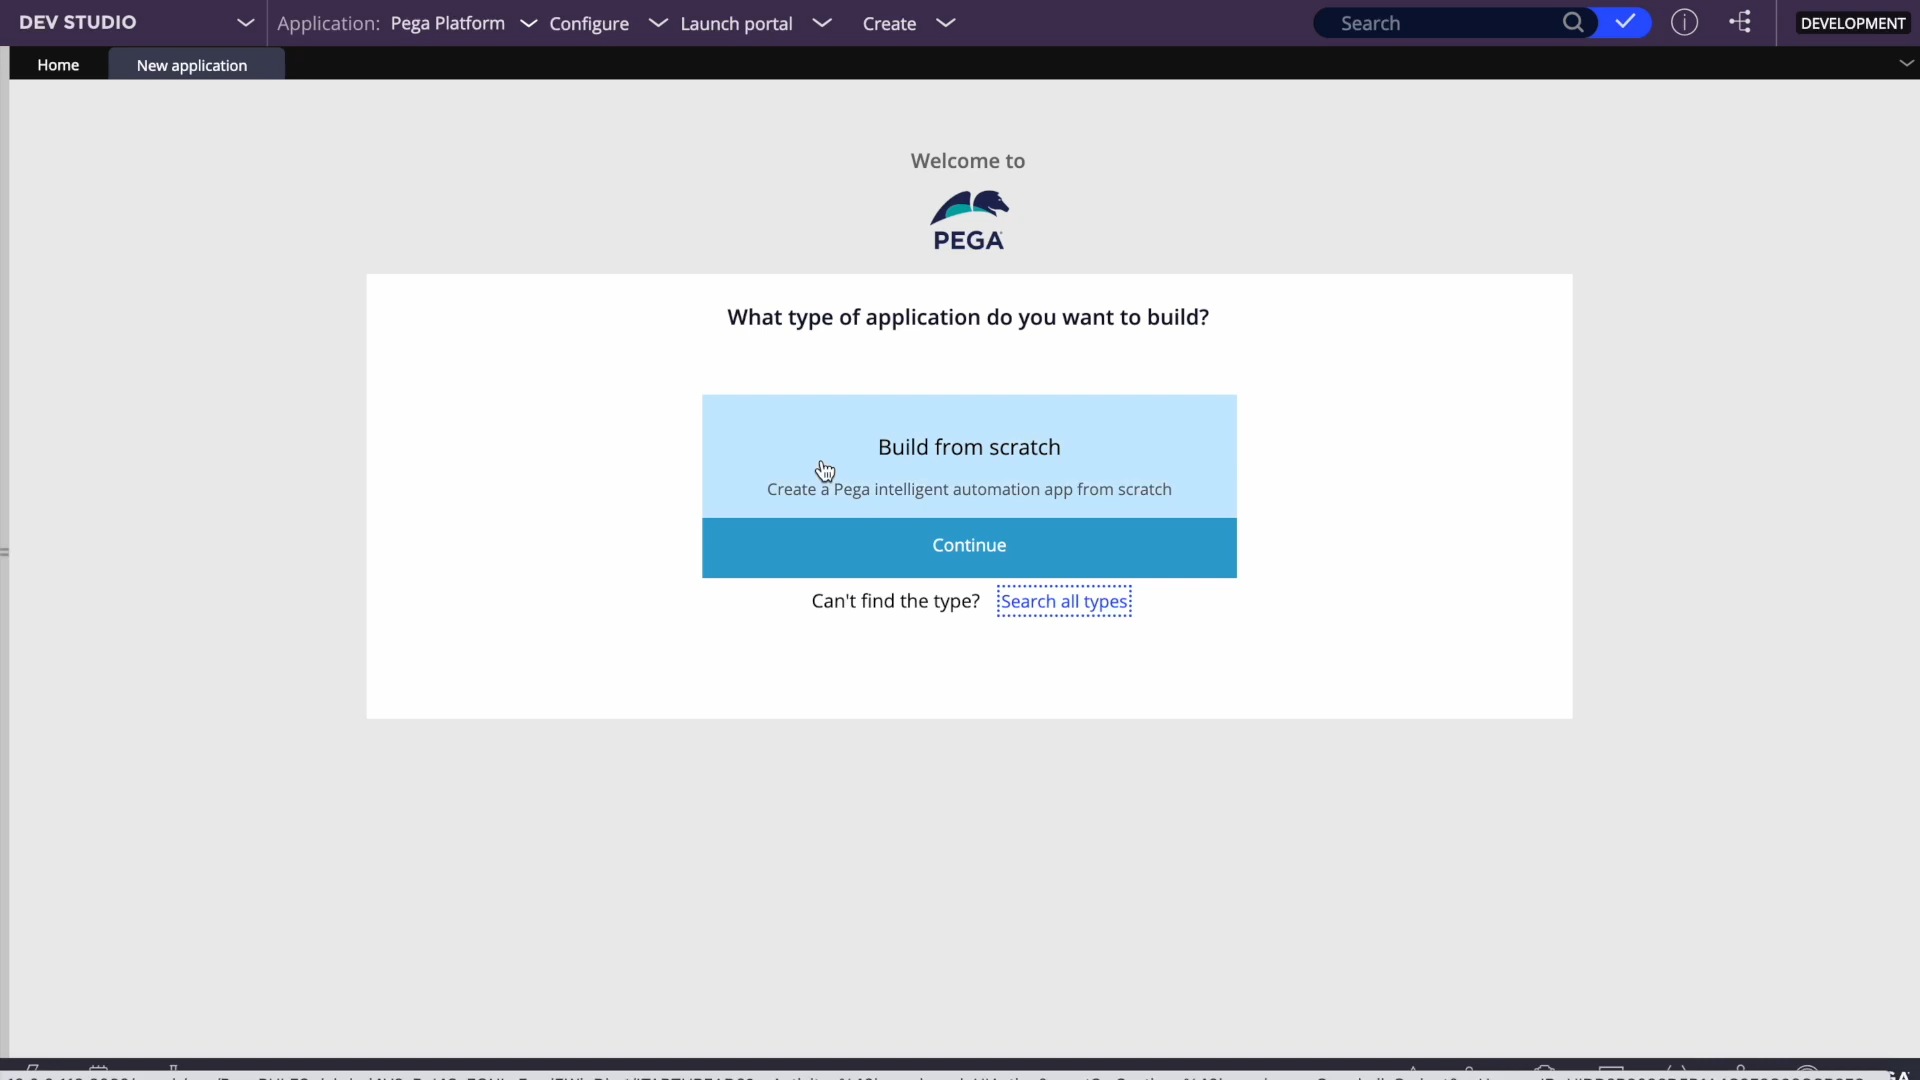 DEV STUDIO
Application: Pega Platform Configure Launch portal Create
Search
DEVELOPMENT
Home
New application
Welcome to
PEGA
What type of application do you want to build?
Build from scratch
Create a Pega intelligent automation app from scratch
Continue
Can't find the type? Search all types